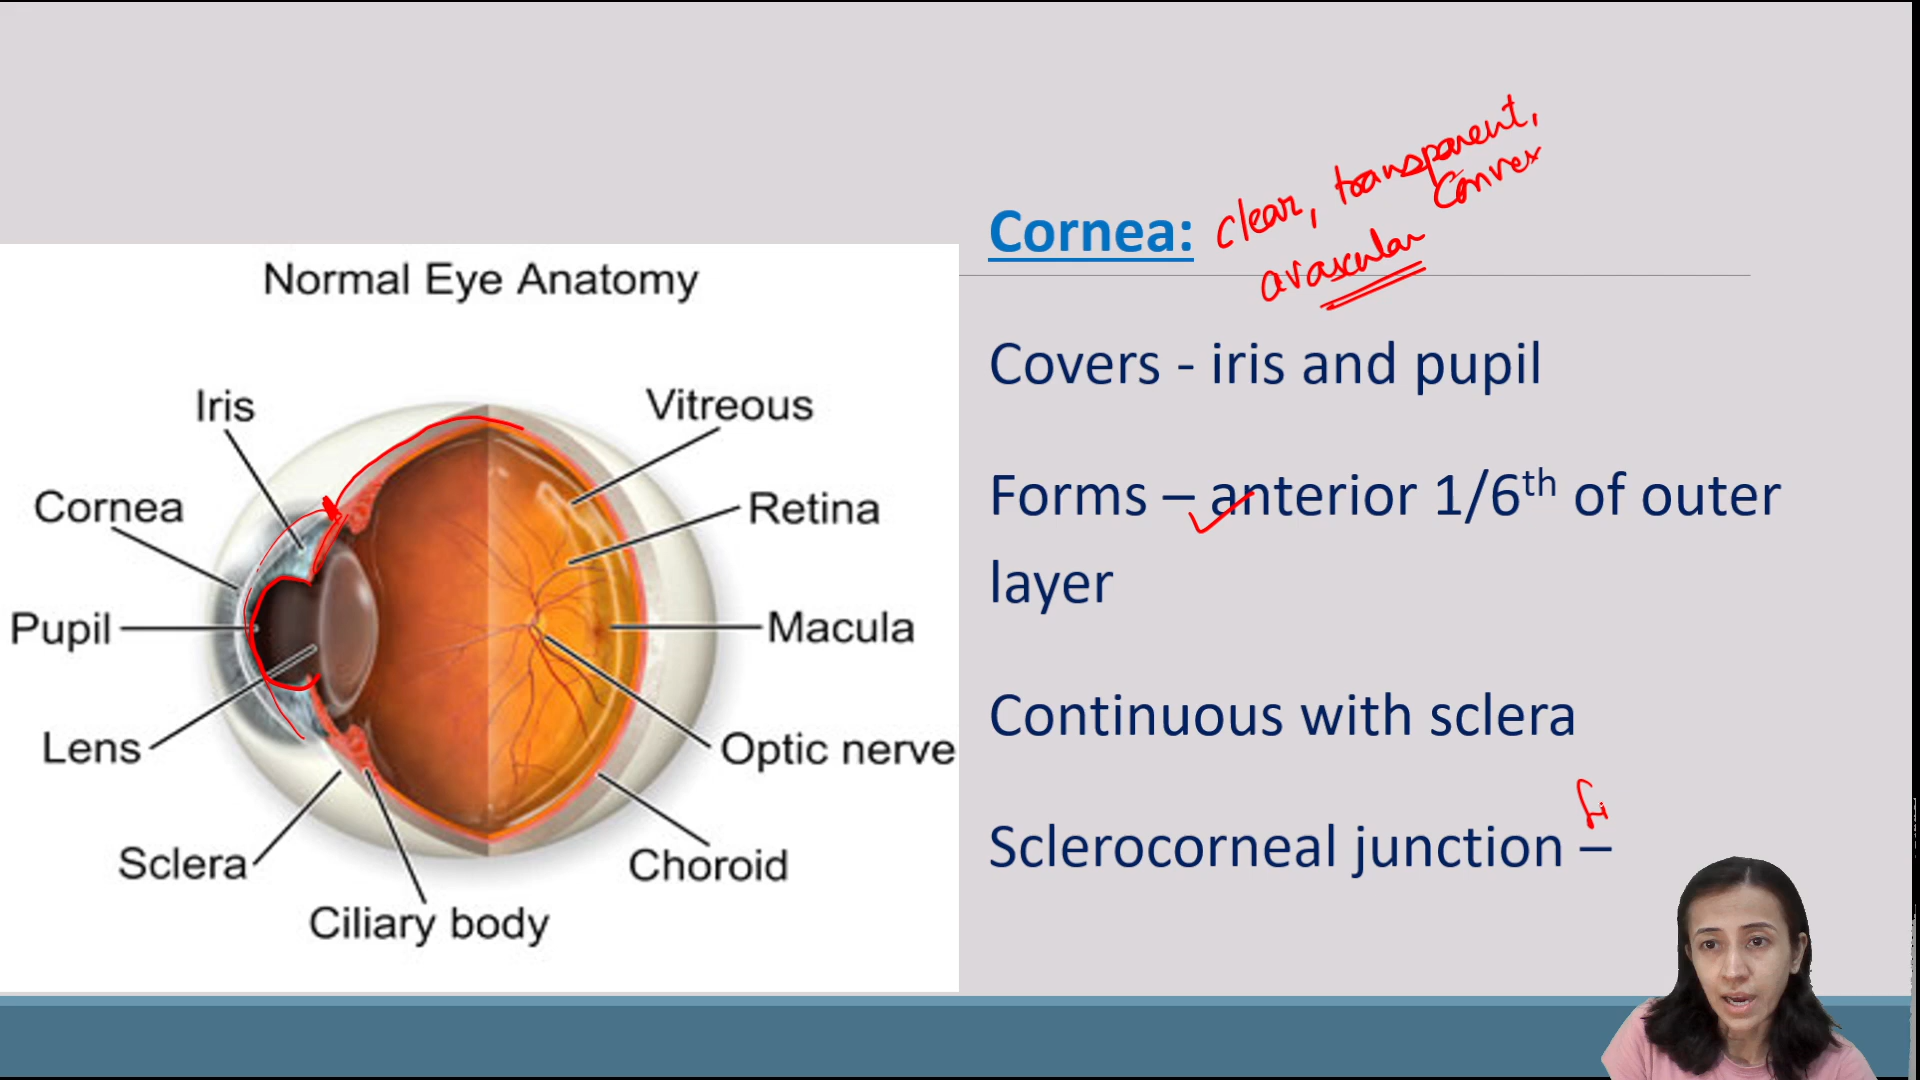 Normal Eye Anatomy
Iris
Vitreous
Cornea
Retina
Pupil
Macula
Lens
Optic nerve
Sclera
Choroid
Ciliary body
Cornea:
clear, transparent,
convex
avascular
Covers - iris and pupil
Forms – anterior 1/6th of outer
layer
Continuous with sclera
Sclerocorneal junction –